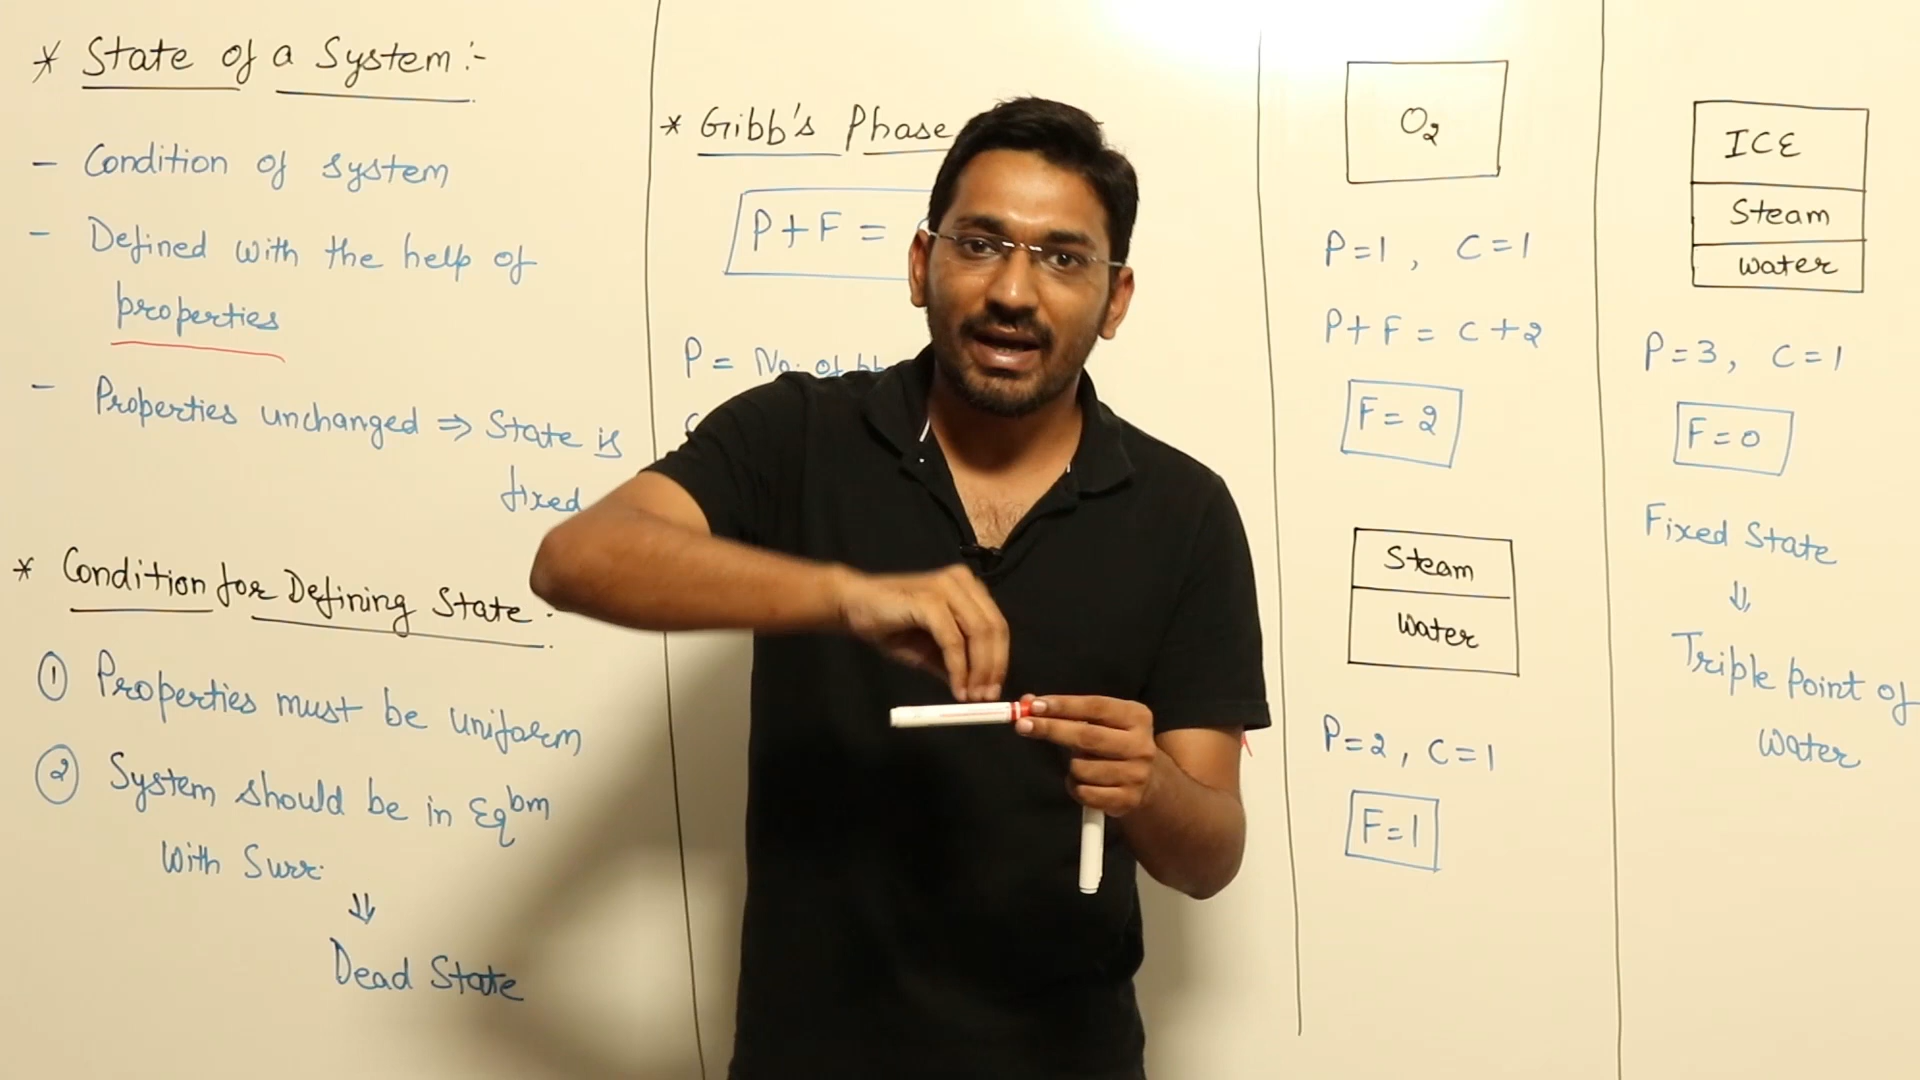 * State of a System:-
- Condition of system
- Defined with the help of
properties
- Properties unchanged ⇒ State is
fixed
* Condition for Defining State:
① Properties must be uniform
② System should be in Eqbm
With Surr.
⇓
Dead State
* Gibb's Phase
P+F =
P = No. of
O2
P=1, C=1
P+F = C+2
F=2
Steam
Water
P=2, C=1
F=1
ICE
Steam
Water
P=3, C=1
F=0
Fixed State
⇓
Triple Point of
Water